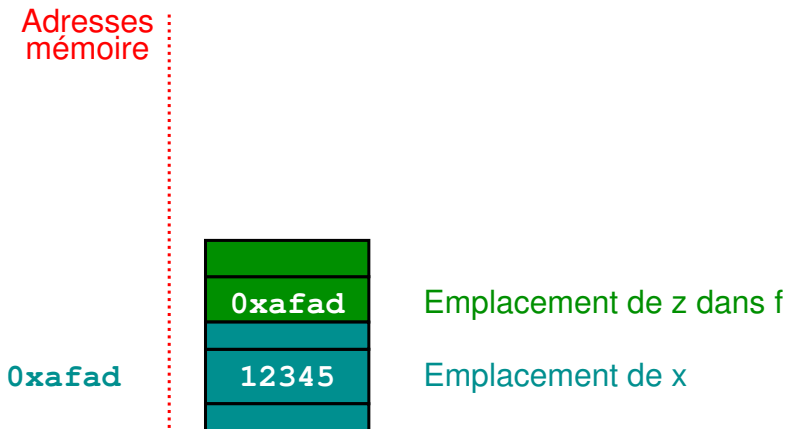 Adresses
mémoire
0xafad Emplacement de z dans f
0xafad 12345 Emplacement de x